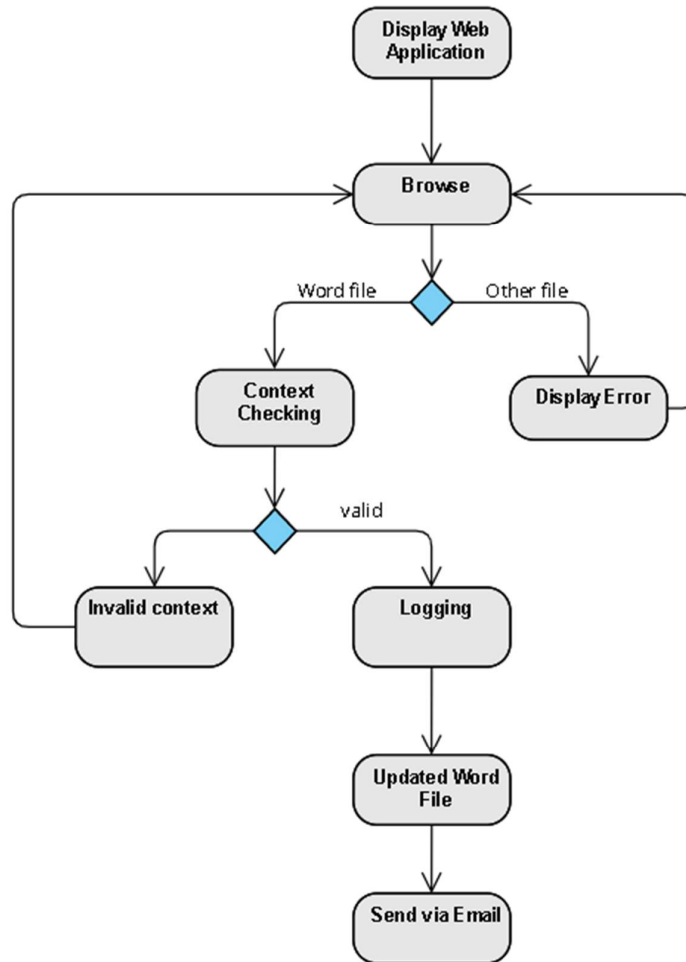 Display Web
Application
Browse
Word file
Other file
Context
Checking
Display Error
valid
Invalid context
Logging
Updated Word
File
Send via Email